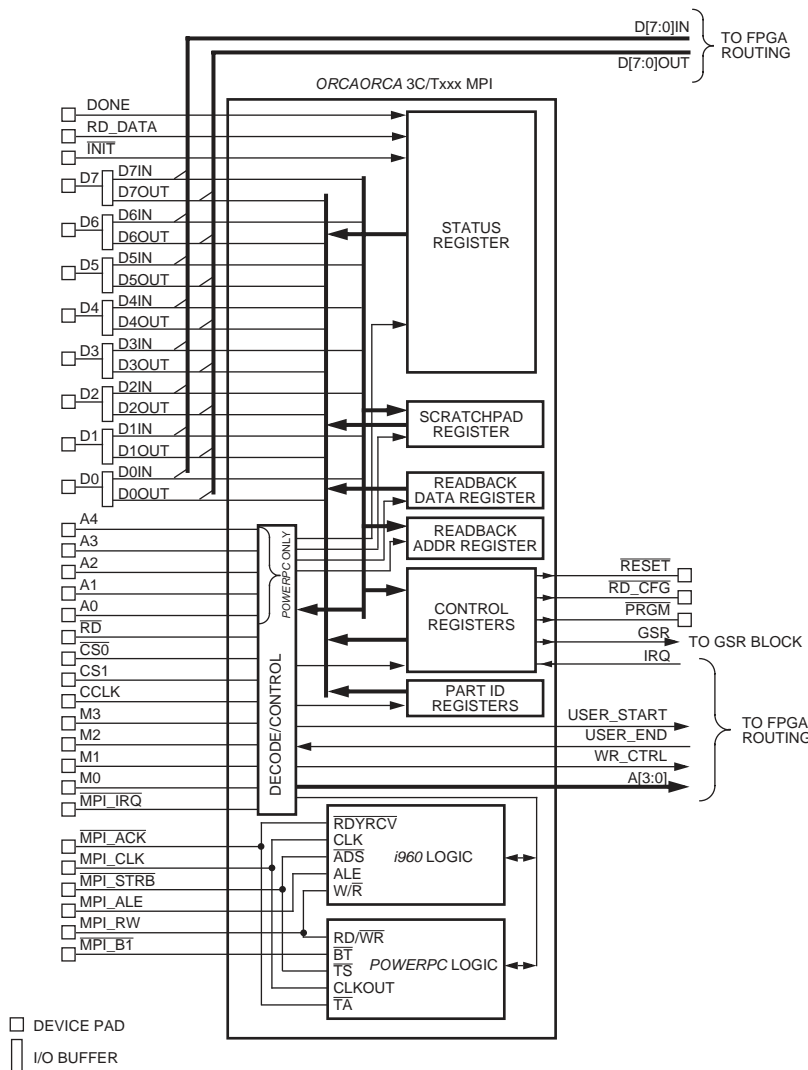 D[7:0]IN
D[7:0]OUT
TO FPGA
ROUTING
ORCAORCA 3C/Txxx MPI
DONE
RD_DATA
INIT
D7
D7IN
D7OUT
D6
D6IN
D6OUT
D5
D5IN
D5OUT
D4
D4IN
D4OUT
D3
D3IN
D3OUT
D2
D2IN
D2OUT
D1
D1IN
D1OUT
D0
D0IN
D0OUT
STATUS
REGISTER
SCRATCHPAD
REGISTER
READBACK
DATA REGISTER
READBACK
ADDR REGISTER
CONTROL
REGISTERS
PART ID
REGISTERS
A4
A3
A2
A1
A0
RD
CS0
CS1
CCLK
M3
M2
M1
M0
MPI_IRQ
POWERPC ONLY
DECODE/CONTROL
RESET
RD_CFG
PRGM
GSR
TO GSR BLOCK
IRQ
USER_START
USER_END
WR_CTRL
A[3:0]
TO FPGA
ROUTING
MPI_ACK
MPI_CLK
MPI_STRB
MPI_ALE
MPI_RW
MPI_B1
RDYRCV
CLK
ADS
ALE
W/R
i960 LOGIC
RD/WR
BT
TS
CLKOUT
TA
POWERPC LOGIC
DEVICE PAD
I/O BUFFER